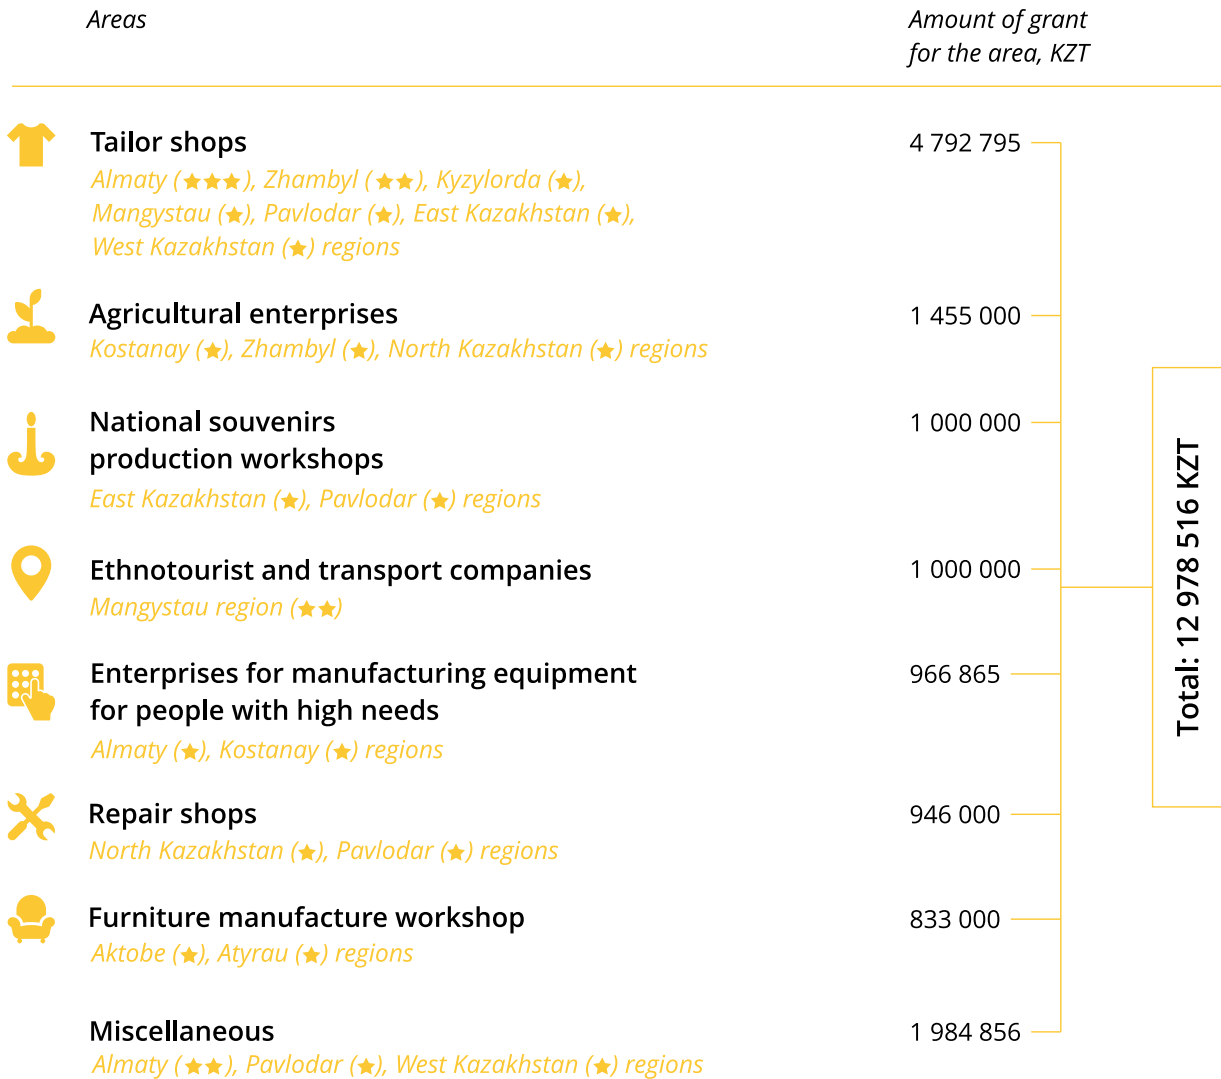 Areas
Amount of grant
for the area, KZT
Tailor shops
4 792 795
Almaty (★★★), Zhambyl (★★), Kyzylorda (★),
Mangystau (★), Pavlodar (★), East Kazakhstan (★),
West Kazakhstan (★) regions
Agricultural enterprises
1 455 000
Kostanay (★), Zhambyl (★), North Kazakhstan (★) regions
National souvenirs
production workshops
1 000 000
East Kazakhstan (★), Pavlodar (★) regions
Ethnotourist and transport companies
1 000 000
Mangystau region (★★)
Enterprises for manufacturing equipment
for people with high needs
966 865
Almaty (★), Kostanay (★) regions
Repair shops
946 000
North Kazakhstan (★), Pavlodar (★) regions
Furniture manufacture workshop
833 000
Aktobe (★), Atyrau (★) regions
Miscellaneous
1 984 856
Almaty (★★), Pavlodar (★), West Kazakhstan (★) regions
Total: 12 978 516 KZT